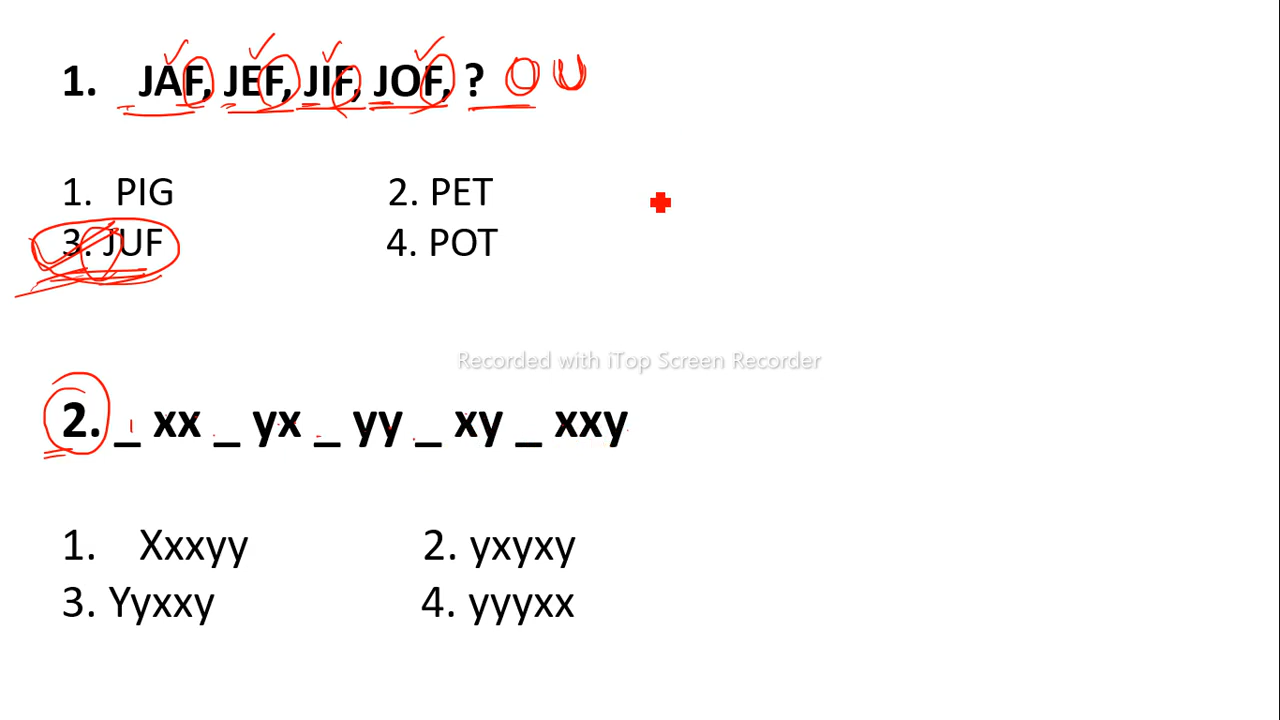 1. JAF, JEF, JIF, JOF, ? O U
1. PIG 2. PET
3. JUF 4. POT
Recorded with iTop Screen Recorder
2. _ xx _ yx _ yy _ xy _ xxy
1. Xxxyy 2. yxyxy
3. Yyxxy 4. yyyxx